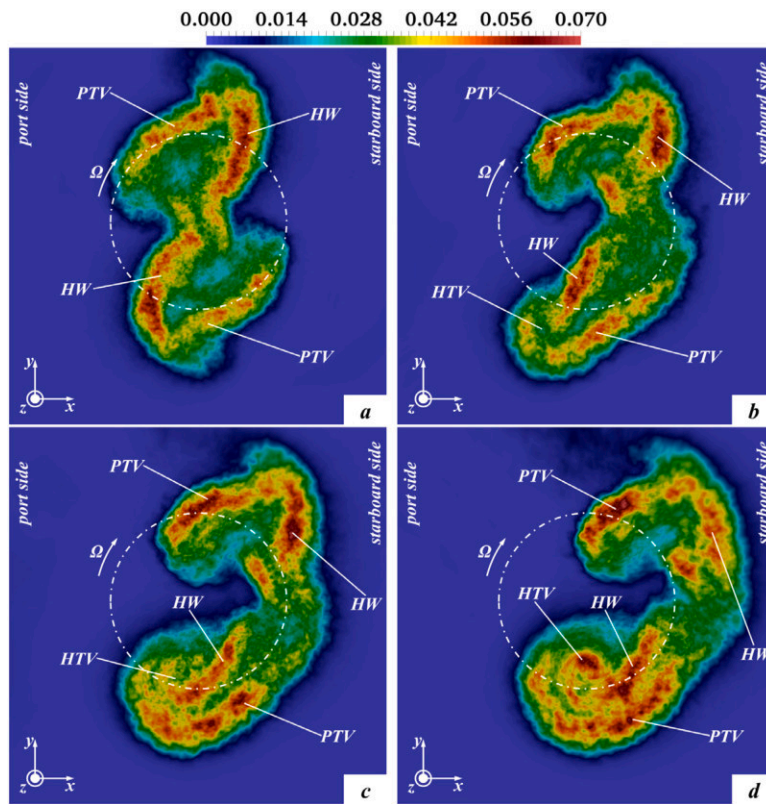 0.000 0.014 0.028 0.042 0.056 0.070
port side
PTV
HW
starboard side
Ω
HW
PTV
y
z x
a
port side
PTV
starboard side
Ω
HW
HW
HTV
PTV
y
z x
b
port side
PTV
starboard side
Ω
HW
HW
HTV
PTV
y
z x
c
port side
PTV
starboard side
Ω
HTV HW
HW
PTV
y
z x
d